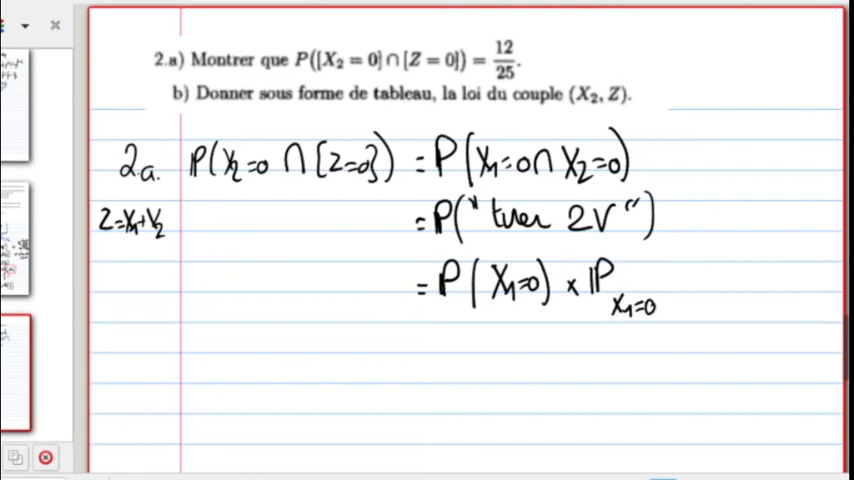 2.a) Montrer que P([X₂ = 0] ∩ [Z = 0]) = 12/25.
b) Donner sous forme de tableau, la loi du couple (X₂, Z).
2.a. P(X₂=0 ∩ [Z=0]) = P(X₁=0 ∩ X₂=0)
Z=X₁+X₂ = P(" tirer 2V ")
= P(X₁=0) × P_{X₁=0}